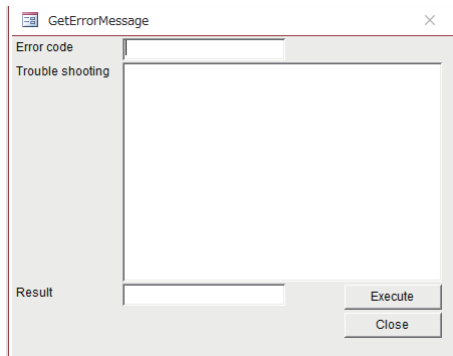 GetErrorMessage
Error code
Trouble shooting
Result
Execute
Close